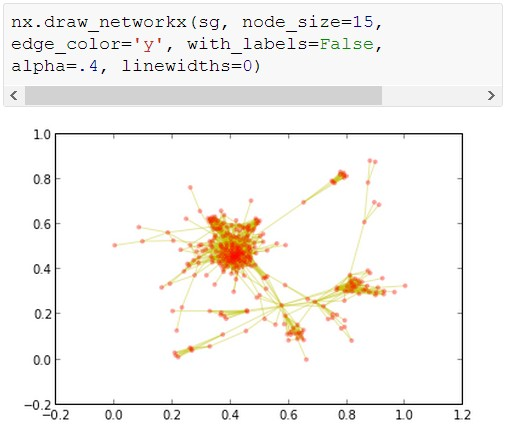 nx.draw_networkx(sg, node_size=15,
edge_color='y', with_labels=False,
alpha=.4, linewidths=0)
1.0
0.8
0.6
0.4
0.2
0.0
−0.2
−0.2 0.0 0.2 0.4 0.6 0.8 1.0 1.2